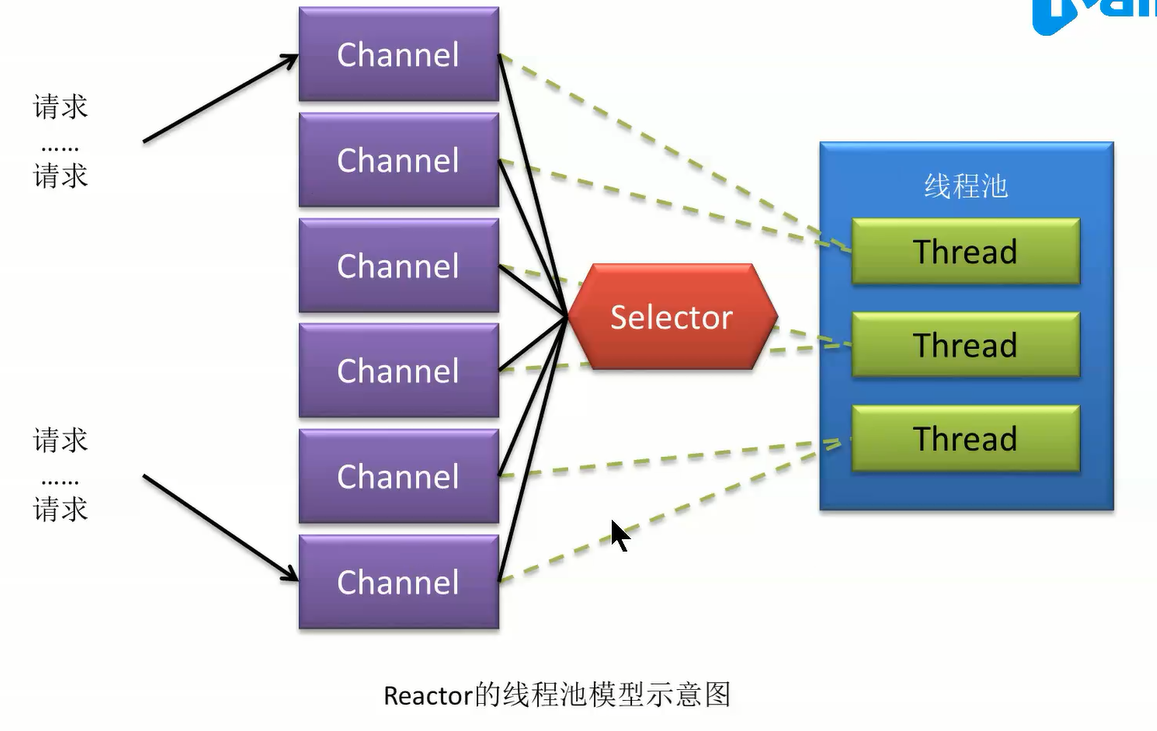 请求
……
请求
请求
……
请求
Channel
Channel
Channel
Channel
Channel
Channel
Selector
线程池
Thread
Thread
Thread
Reactor的线程池模型示意图